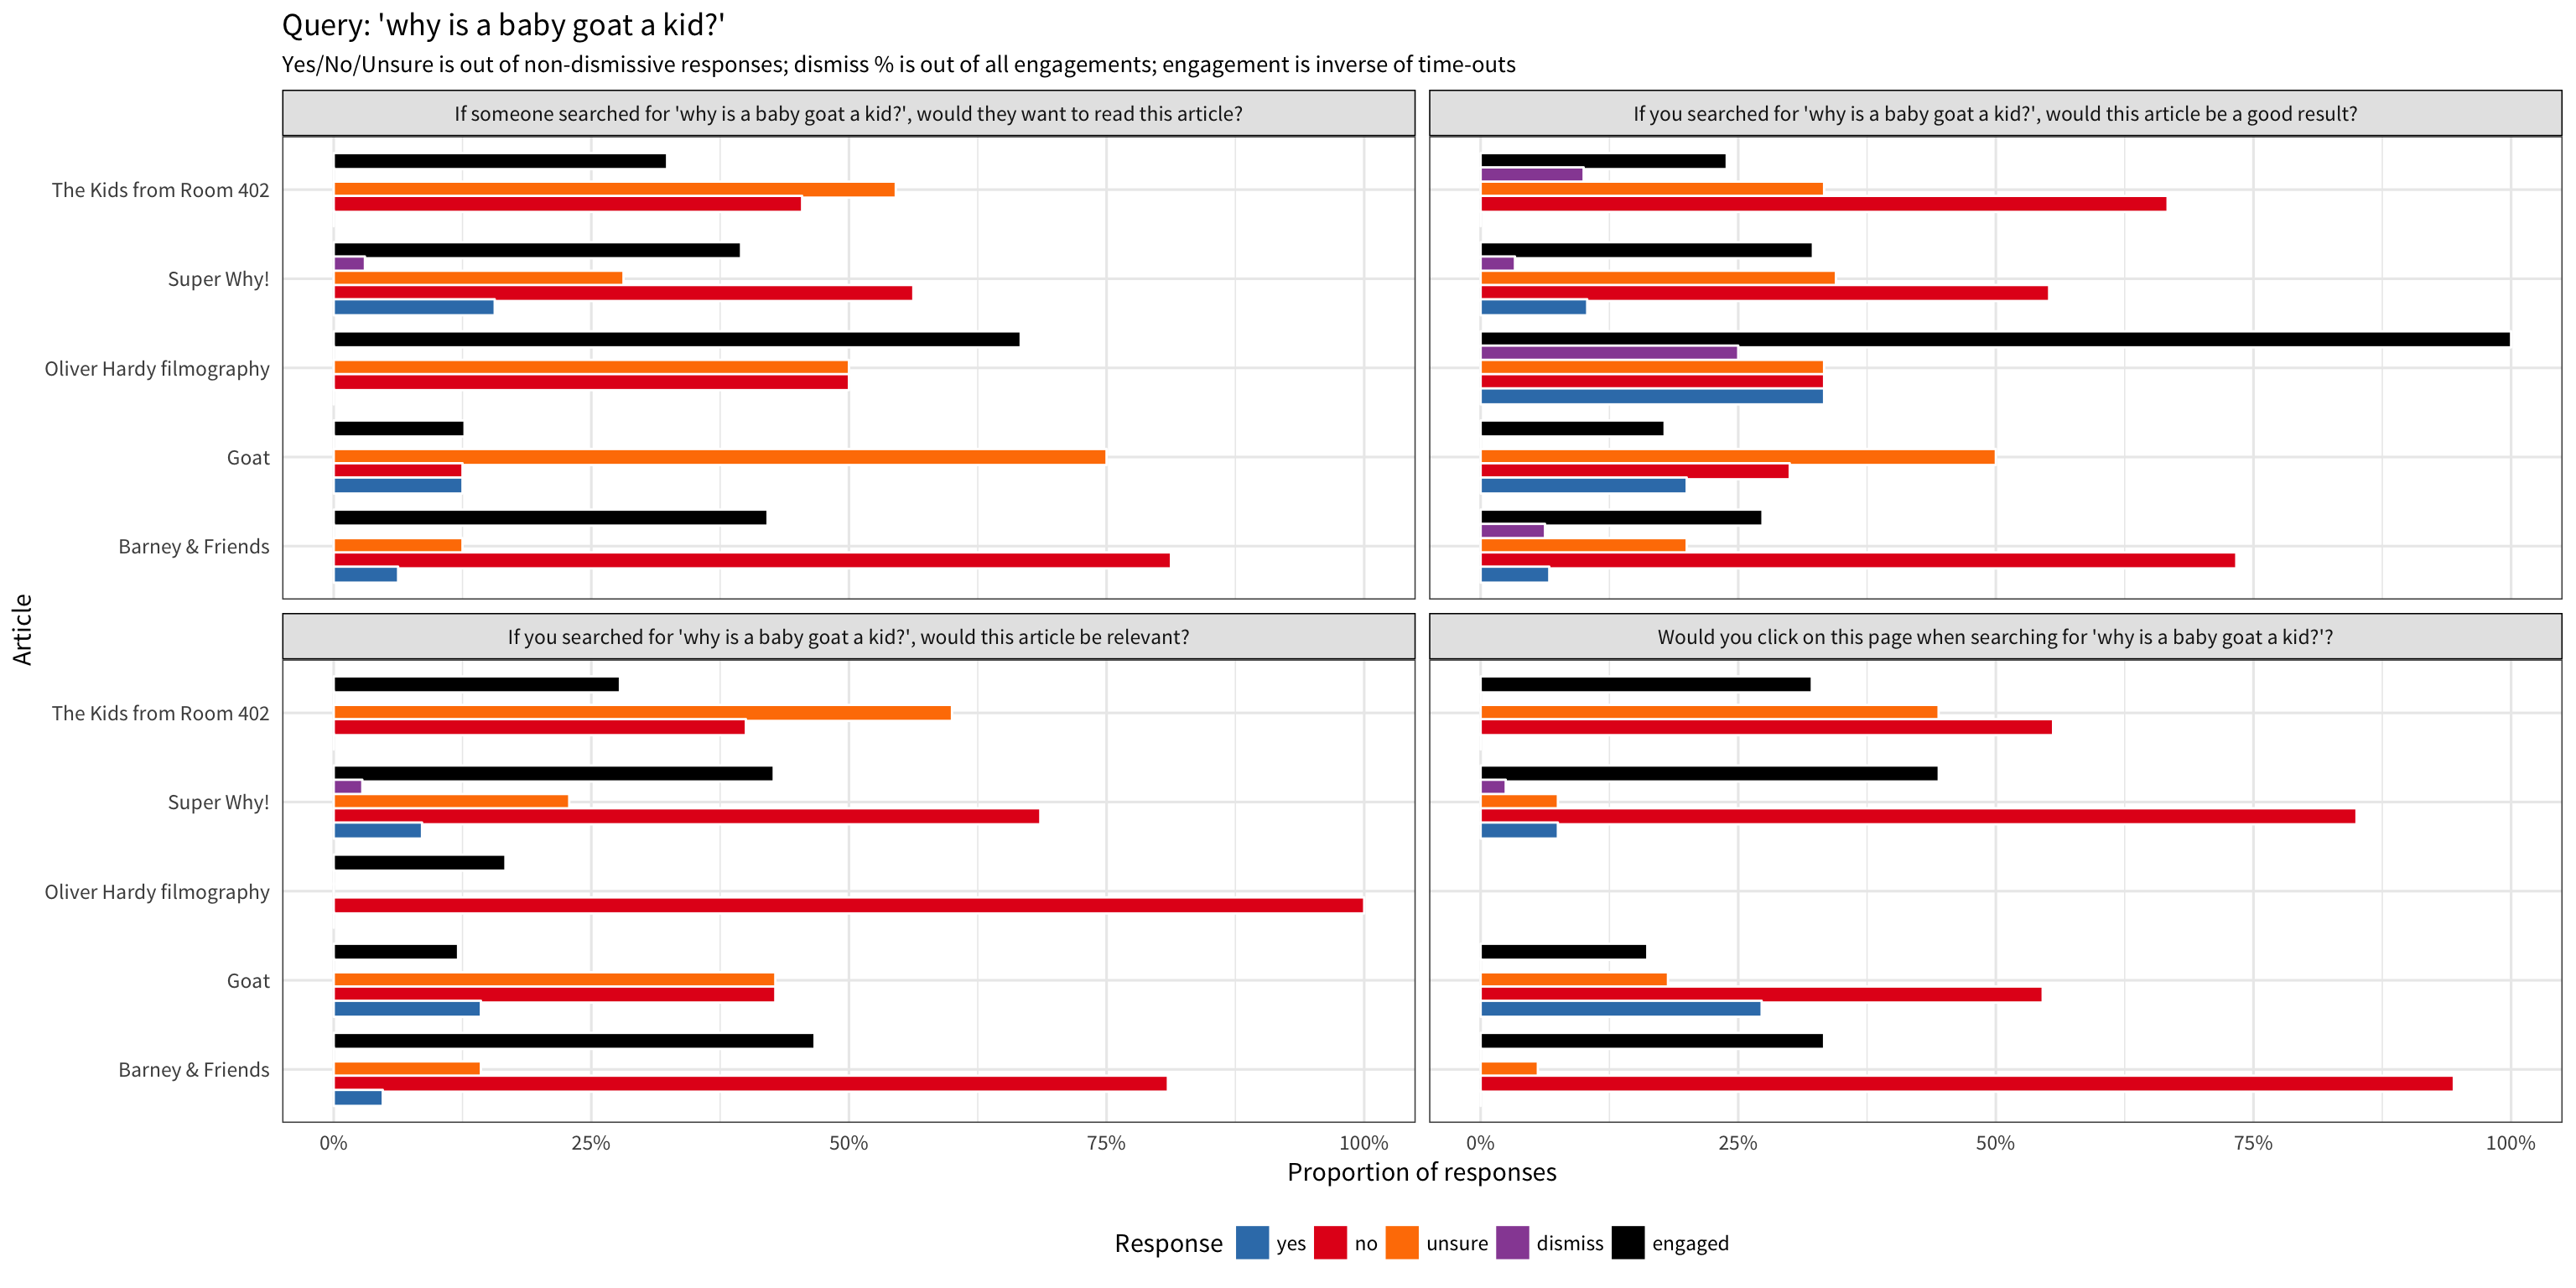 Query: 'why is a baby goat a kid?'
Yes/No/Unsure is out of non-dismissive responses; dismiss % is out of all engagements; engagement is inverse of time-outs
If someone searched for 'why is a baby goat a kid?', would they want to read this article?
If you searched for 'why is a baby goat a kid?', would this article be a good result?
The Kids from Room 402
Super Why!
Oliver Hardy filmography
Goat
Barney & Friends
Article
If you searched for 'why is a baby goat a kid?', would this article be relevant?
Would you click on this page when searching for 'why is a baby goat a kid?'?
The Kids from Room 402
Super Why!
Oliver Hardy filmography
Goat
Barney & Friends
0% 25% 50% 75% 100%
0% 25% 50% 75% 100%
Proportion of responses
Response yes no unsure dismiss engaged